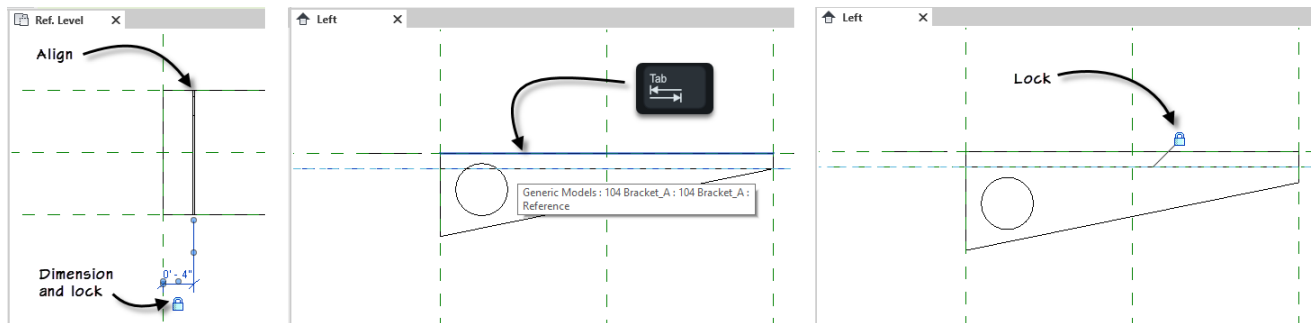 Ref. Level X
Align
0' - 4"
Dimension
and lock
Left X
Tab
Generic Models : 104 Bracket_A : 104 Bracket_A :
Reference
Left X
Lock